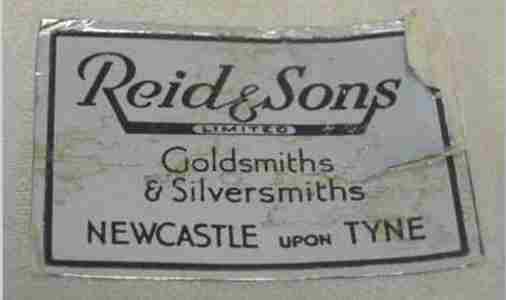 Reid & Sons
LIMITED
Goldsmiths
& Silversmiths
NEWCASTLE UPON TYNE